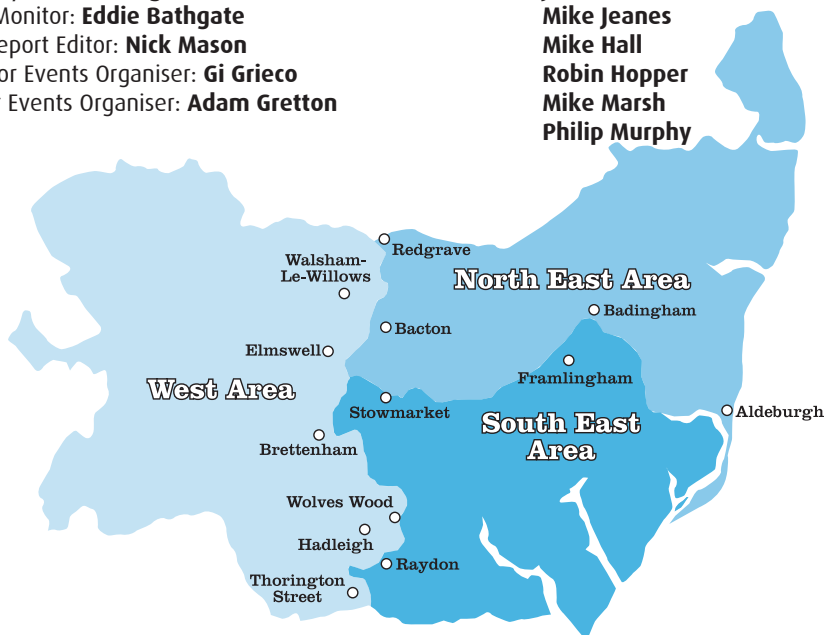 Monitor: Eddie Bathgate
eport Editor: Nick Mason
or Events Organiser: Gi Grieco
Events Organiser: Adam Gretton
Mike Jeanes
Mike Hall
Robin Hopper
Mike Marsh
Philip Murphy
Redgrave
Walsham-
Le-Willows
North East Area
Badingham
Bacton
Elmswell
Framlingham
West Area
Stowmarket
Aldeburgh
South East
Area
Brettenham
Wolves Wood
Hadleigh
Raydon
Thorington
Street